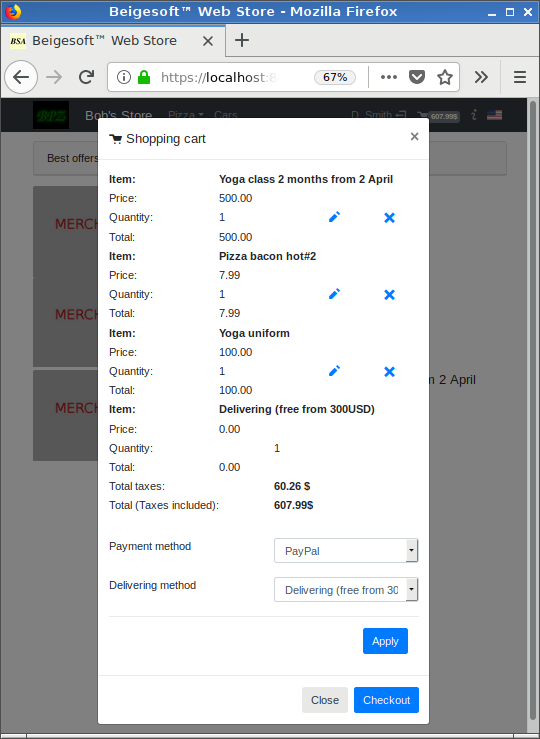 Beigesoft™ Web Store - Mozilla Firefox
BSA Beigesoft™ Web Store
https://localhost:8 67%
BPZ Bob's Store Pizza Cars D. Smith 607.99$
Shopping cart ×
Best offers
Item: Yoga class 2 months from 2 April
Price: 500.00
Quantity: 1
Total: 500.00
Item: Pizza bacon hot#2
Price: 7.99
Quantity: 1
Total: 7.99
Item: Yoga uniform
Price: 100.00
Quantity: 1
Total: 100.00
Item: Delivering (free from 300USD)
Price: 0.00
Quantity: 1
Total: 0.00
Total taxes: 60.26 $
Total (Taxes included): 607.99$
Payment method PayPal
Delivering method Delivering (free from 30
Apply
Close Checkout
MERCH
MERCH
MERCH
2 April